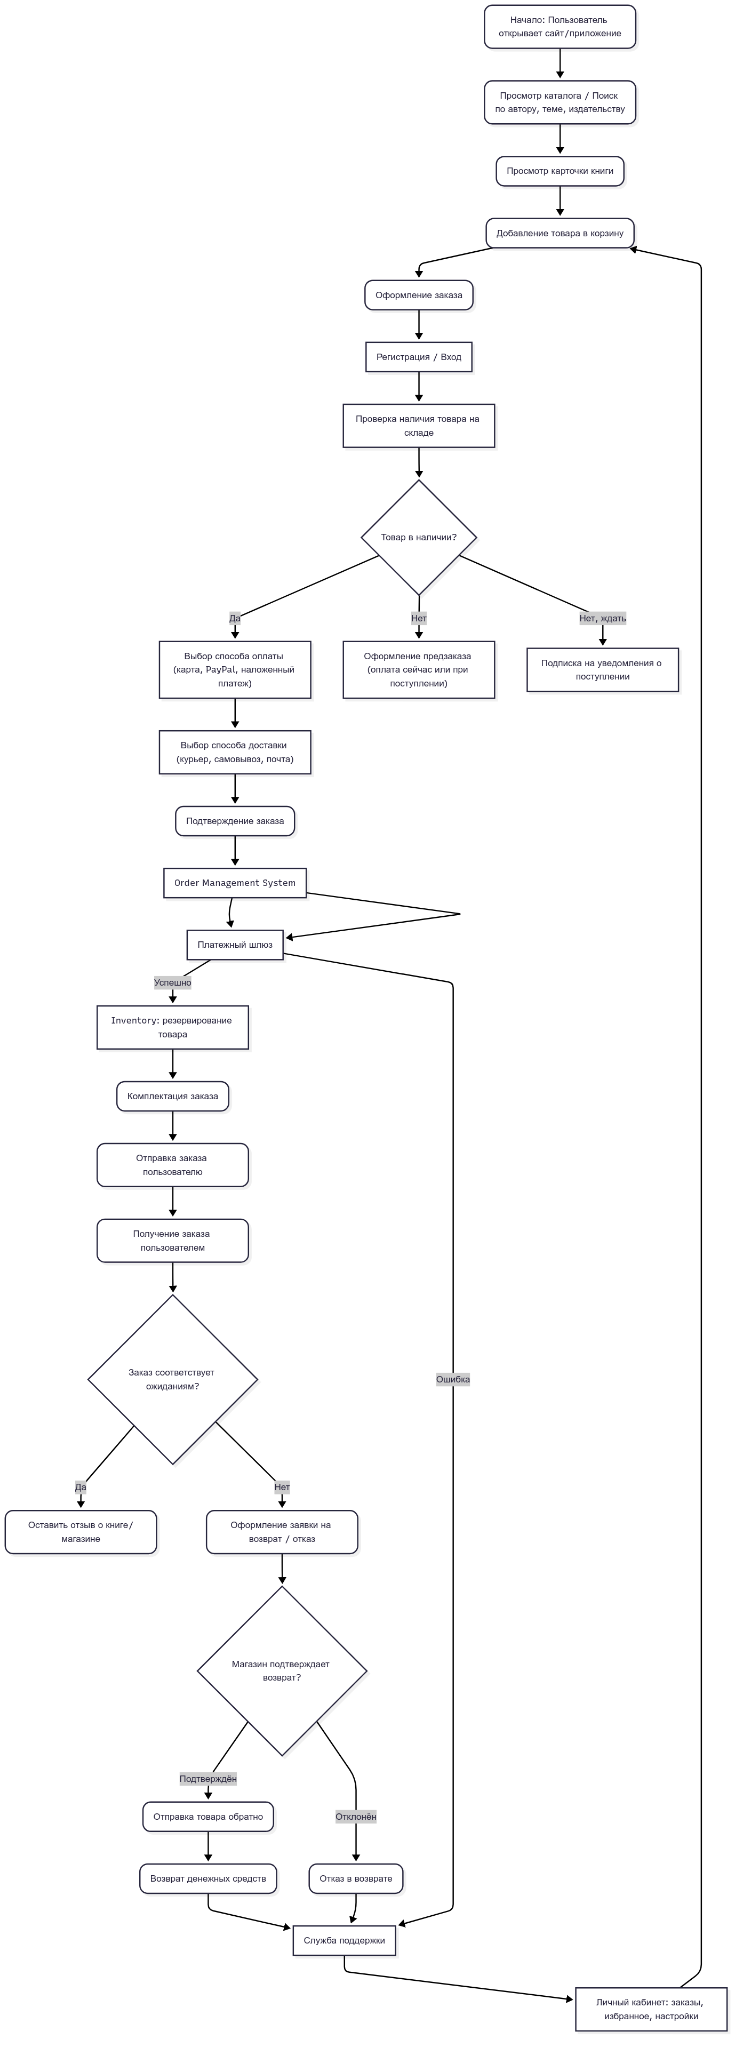 Начало: Пользователь
открывает сайт/приложение
Просмотр каталога / Поиск
по автору, теме, издательству
Просмотр карточки книги
Добавление товара в корзину
Оформление заказа
Регистрация / Вход
Проверка наличия товара на
складе
Товар в наличии?
Да
Нет
Нет, ждать
Выбор способа оплаты
(карта, PayPal, наложенный
платеж)
Оформление предзаказа
(оплата сейчас или при
поступлении)
Подписка на уведомления о
поступлении
Выбор способа доставки
(курьер, самовывоз, почта)
Подтверждение заказа
Order Management System
Платежный шлюз
Успешно
Inventory: резервирование
товара
Комплектация заказа
Отправка заказа
пользователю
Получение заказа
пользователем
Заказ соответствует
ожиданиям?
Ошибка
Да
Нет
Оставить отзыв о книге/
магазине
Оформление заявки на
возврат / отказ
Магазин подтверждает
возврат?
Подтверждён
Отклонён
Отправка товара обратно
Возврат денежных средств
Отказ в возврате
Служба поддержки
Личный кабинет: заказы,
избранное, настройки